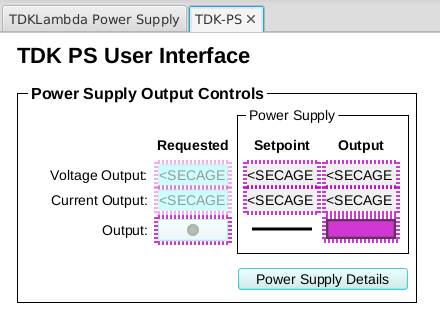 TDKLambda Power Supply TDK-PS ×
TDK PS User Interface
Power Supply Output Controls
Power Supply
Requested Setpoint Output
Voltage Output: <SECAGE <SECAGE <SECAGE
Current Output: <SECAGE <SECAGE <SECAGE
Output:
Power Supply Details